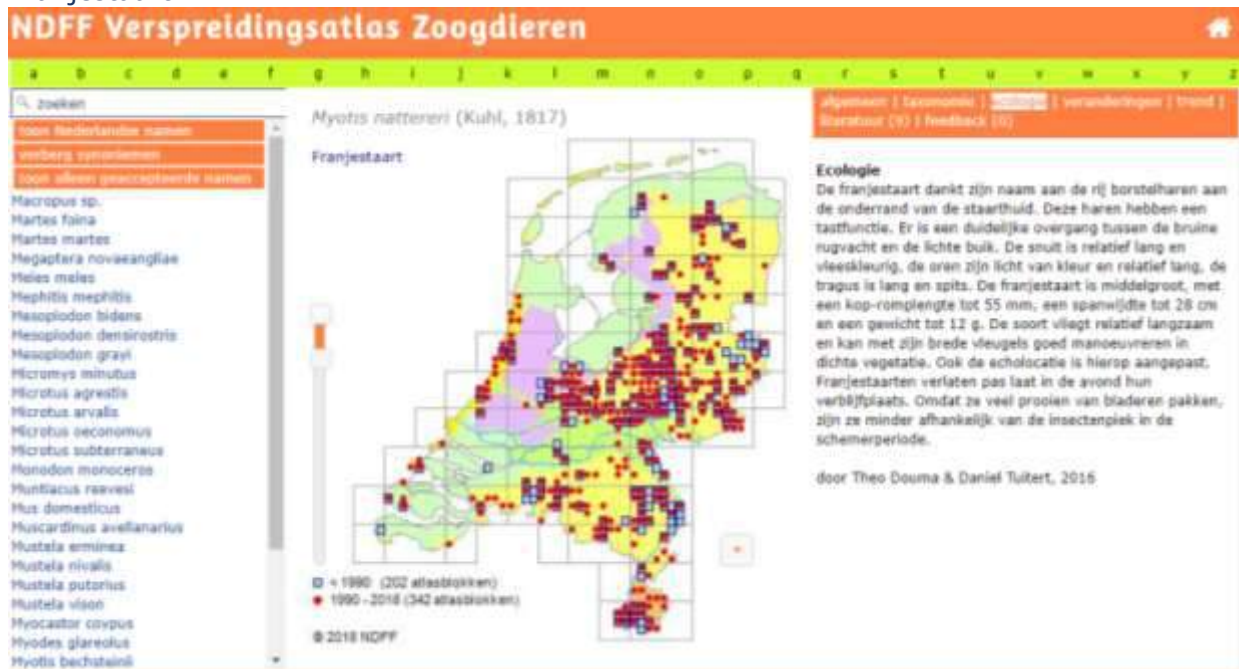 NDFF Verspreidingsatlas Zoogdieren
a b c d e f g h i j k l m n o p q r s t u v w x y z
zoeken
toon Nederlandse namen
verberg synoniemen
toon alleen geaccepteerde namen
Macropus sp.
Martes foina
Martes martes
Megaptera novaeangliae
Meles meles
Mephitis mephitis
Mesoplodon bidens
Mesoplodon densirostris
Mesoplodon grayi
Micromys minutus
Microtus agrestis
Microtus arvalis
Microtus oeconomus
Microtus subterraneus
Monodon monoceros
Muntiacus reevesi
Mus domesticus
Muscardinus avellanarius
Mustela erminea
Mustela nivalis
Mustela putorius
Mustela vison
Myocastor coypus
Myodes glareolus
Myotis bechsteinii
Myotis nattereri (Kuhl, 1817)
Franjestaart
< 1990 (202 atlasblokken)
1990 - 2018 (342 atlasblokken)
© 2018 NDFF
algemeen | taxonomie | ecologie | veranderingen | trend |
literatuur (9) | feedback (0)
Ecologie
De franjestaart dankt zijn naam aan de rij borstelharen aan
de onderrand van de staarthuid. Deze haren hebben een
tastfunctie. Er is een duidelijke overgang tussen de bruine
rugvacht en de lichte buik. De snuit is relatief lang en
vleeskleurig, de oren zijn licht van kleur en relatief lang, de
tragus is lang en spits. De franjestaart is middelgroot, met
een kop-romplengte tot 55 mm, een spanwijdte tot 28 cm
en een gewicht tot 12 g. De soort vliegt relatief langzaam
en kan met zijn brede vleugels goed manoeuvreren in
dichte vegetatie. Ook de echolocatie is hierop aangepast.
Franjestaarten verlaten pas laat in de avond hun
verblijfplaats. Omdat ze veel prooien van bladeren pakken,
zijn ze minder afhankelijk van de insectenpiek in de
schemerperiode.
door Theo Douma & Daniel Tuitert, 2016